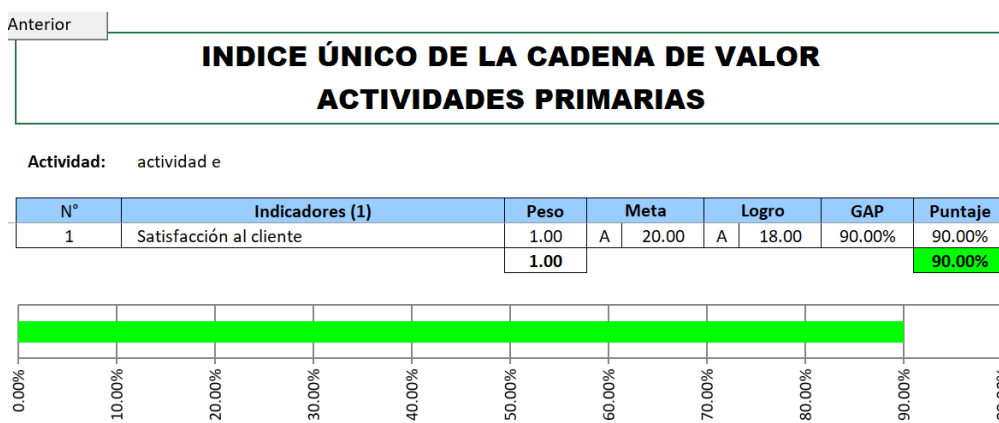 Anterior
INDICE ÚNICO DE LA CADENA DE VALOR
ACTIVIDADES PRIMARIAS
Actividad: actividad e
N° Indicadores (1) Peso Meta Logro GAP Puntaje
1 Satisfacción al cliente 1.00 A 20.00 A 18.00 90.00% 90.00%
1.00 90.00%
0.00% 10.00% 20.00% 30.00% 40.00% 50.00% 60.00% 70.00% 80.00% 90.00%